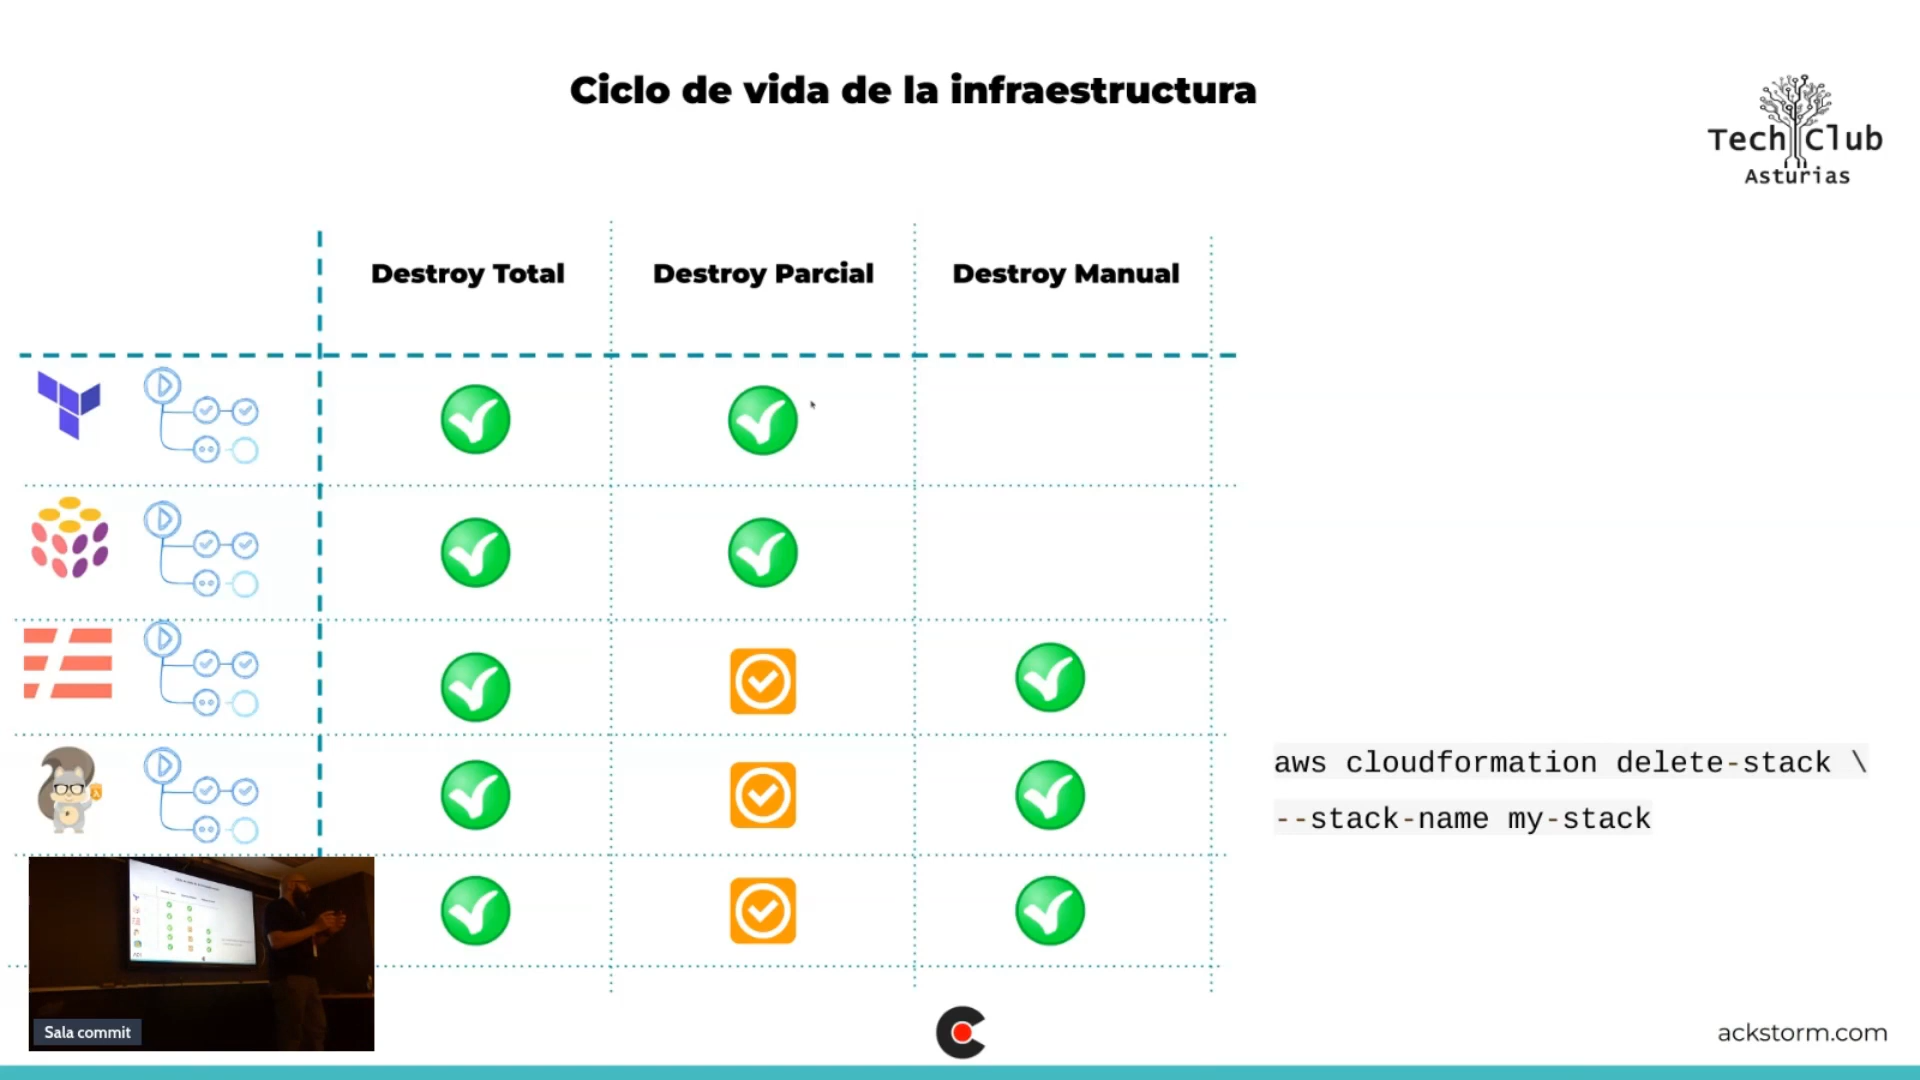 Ciclo de vida de la infraestructura
Tech Club
Asturias
Destroy Total
Destroy Parcial
Destroy Manual
aws cloudformation delete-stack \
--stack-name my-stack
Sala commit
ackstorm.com